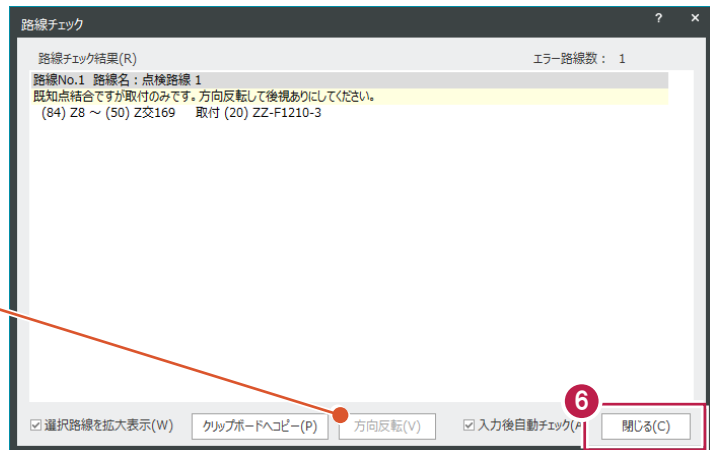 路線チェック ? ×
路線チェック結果(R) エラー路線数： 1
路線No.1 路線名：点検路線 1
既知点結合ですが取付のみです。方向反転して後視ありにしてください。
(84) Z8 ～ (50) Z交169 取付 (20) ZZ-F1210-3
6
選択路線を拡大表示(W) クリップボードへコピー(P) 方向反転(V) 入力後自動チェック(A 閉じる(C)